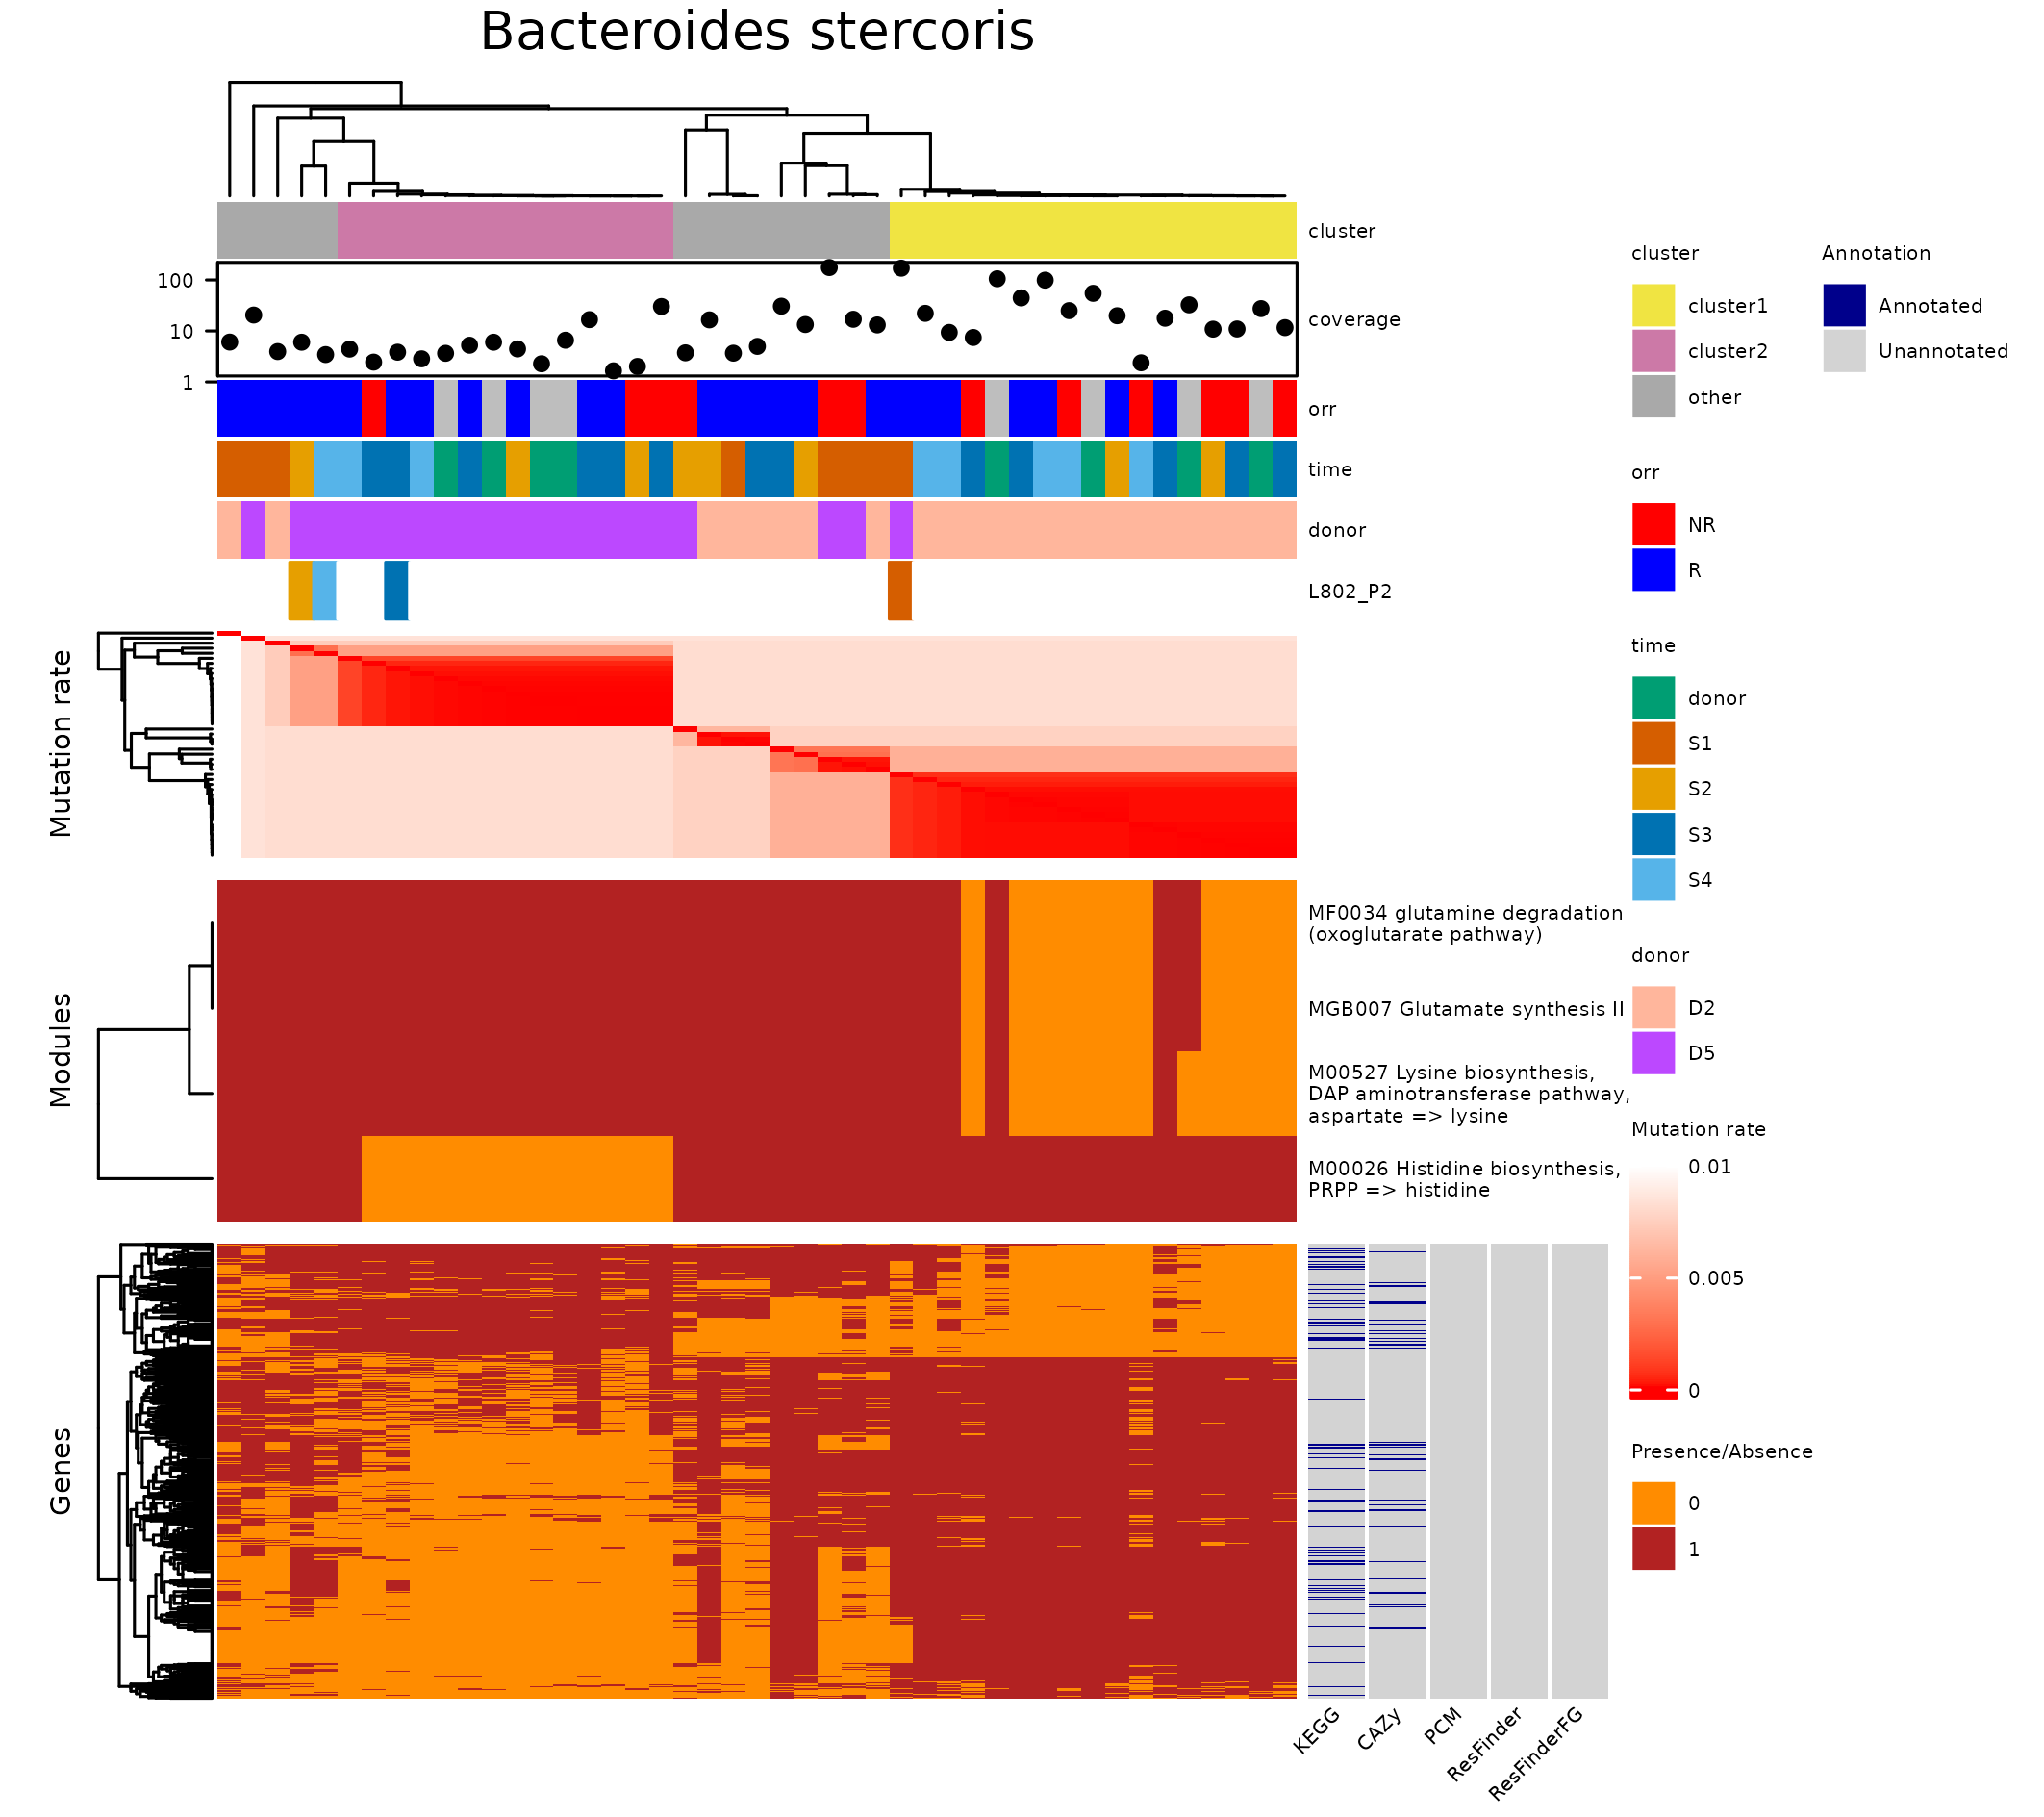 Bacteroides stercoris
cluster
100
10
1
coverage
orr
time
donor
L802_P2
Mutation rate
Modules
MF0034 glutamine degradation
(oxoglutarate pathway)
MGB007 Glutamate synthesis II
M00527 Lysine biosynthesis,
DAP aminotransferase pathway,
aspartate => lysine
M00026 Histidine biosynthesis,
PRPP => histidine
Genes
KEGG
CAZy
PCM
ResFinder
ResFinderFG
cluster
cluster1
cluster2
other
orr
NR
R
time
donor
S1
S2
S3
S4
donor
D2
D5
Mutation rate
0.01
0.005
0
Presence/Absence
0
1
Annotation
Annotated
Unannotated